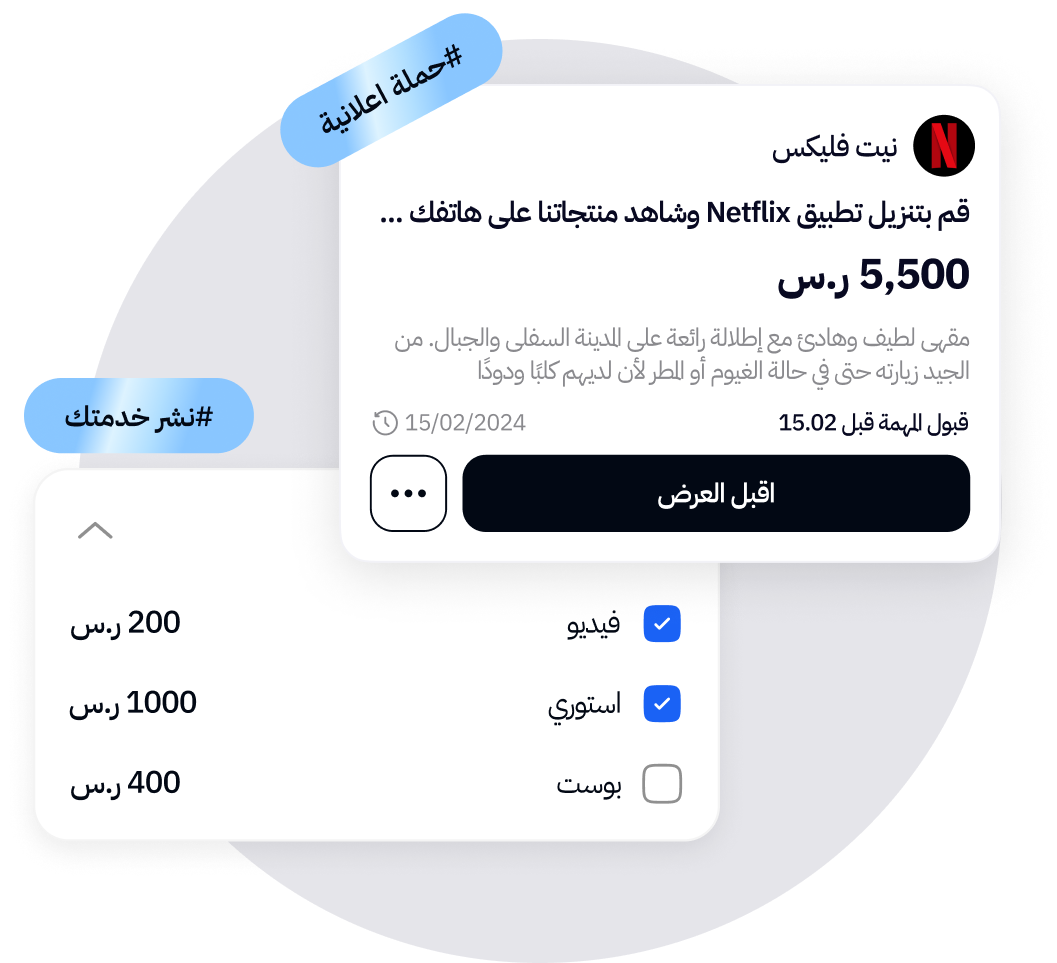 #حملة اعلانية
نيت فليكس
قم بتنزيل تطبيق Netflix وشاهد منتجاتنا على هاتفك ...
5,500 ر.س
مقهى لطيف وهادئ مع إطلالة رائعة على المدينة السفلى والجبال. من
الجيد زيارته حتى في حالة الغيوم أو المطر لأن لديهم كلبًا ودودًا
قبول المهمة قبل 15.02 15/02/2024
اقبل العرض
#نشر خدمتك
فيديو 200 ر.س
استوري 1000 ر.س
بوست 400 ر.س